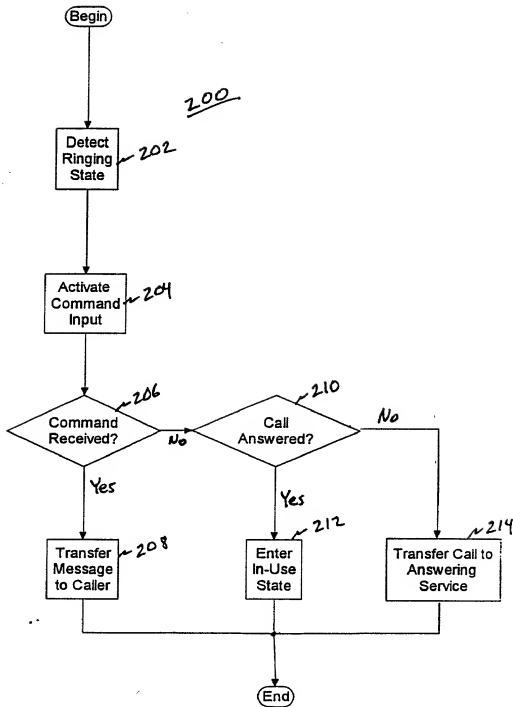 Begin
200
Detect
Ringing
State
202
Activate
Command
Input
204
206
Command
Received?
No
210
Call
Answered?
No
Yes
Yes
208
Transfer
Message
to Caller
212
Enter
In-Use
State
214
Transfer Call to
Answering
Service
End